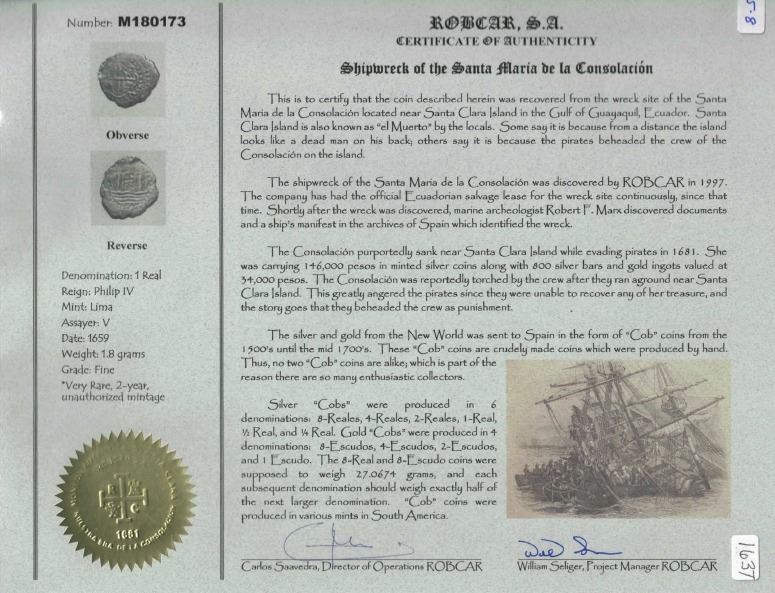 Number: M180173
Obverse
Reverse
Denomination: 1 Real
Reign: Philip IV
Mint: Lima
Assayer: V
Date: 1659
Weight: 1.8 grams
Grade: Fine
*Very Rare, 2-year,
unauthorized mintage
1681
DE LA CONSOLACION
ROBCAR, S.A.
CERTIFICATE OF AUTHENTICITY
Shipwreck of the Santa Maria de la Consolación
This is to certify that the coin described herein was recovered from the wreck site of the Santa
Maria de la Consolación located near Santa Clara Island in the Gulf of Guayaquil, Ecuador. Santa
Clara Island is also known as "el Muerto" by the locals. Some say it is because from a distance the island
looks like a dead man on his back; others say it is because the pirates beheaded the crew of the
Consolación on the island.
The shipwreck of the Santa Maria de la Consolación was discovered by ROBCAR in 1997.
The company has had the official Ecuadorian salvage lease for the wreck site continuously, since that
time. Shortly after the wreck was discovered, marine archeologist Robert F. Marx discovered documents
and a ship's manifest in the archives of Spain which identified the wreck.
The Consolación purportedly sank near Santa Clara Island while evading pirates in 1681. She
was carrying 146,000 pesos in minted silver coins along with 800 silver bars and gold ingots valued at
34,000 pesos. The Consolación was reportedly torched by the crew after they ran aground near Santa
Clara Island. This greatly angered the pirates since they were unable to recover any of her treasure, and
the story goes that they beheaded the crew as punishment.
The silver and gold from the New World was sent to Spain in the form of "Cob" coins from the
1500's until the mid 1700's. These "Cob" coins are crudely made coins which were produced by hand.
Thus, no two "Cob" coins are alike; which is part of the
reason there are so many enthusiastic collectors.
Silver "Cobs" were produced in 6
denominations: 8-Reales, 4-Reales, 2-Reales, 1-Real,
½ Real, and ¼ Real. Gold "Cobs" were produced in 4
denominations: 8-Escudos, 4-Escudos, 2-Escudos,
and 1 Escudo. The 8-Real and 8-Escudo coins were
supposed to weigh 27.0674 grams, and each
subsequent denomination should weigh exactly half of
the next larger denomination. "Cob" coins were
produced in various mints in South America.
Carlos Saavedra, Director of Operations ROBCAR
William Seliger, Project Manager ROBCAR
1637